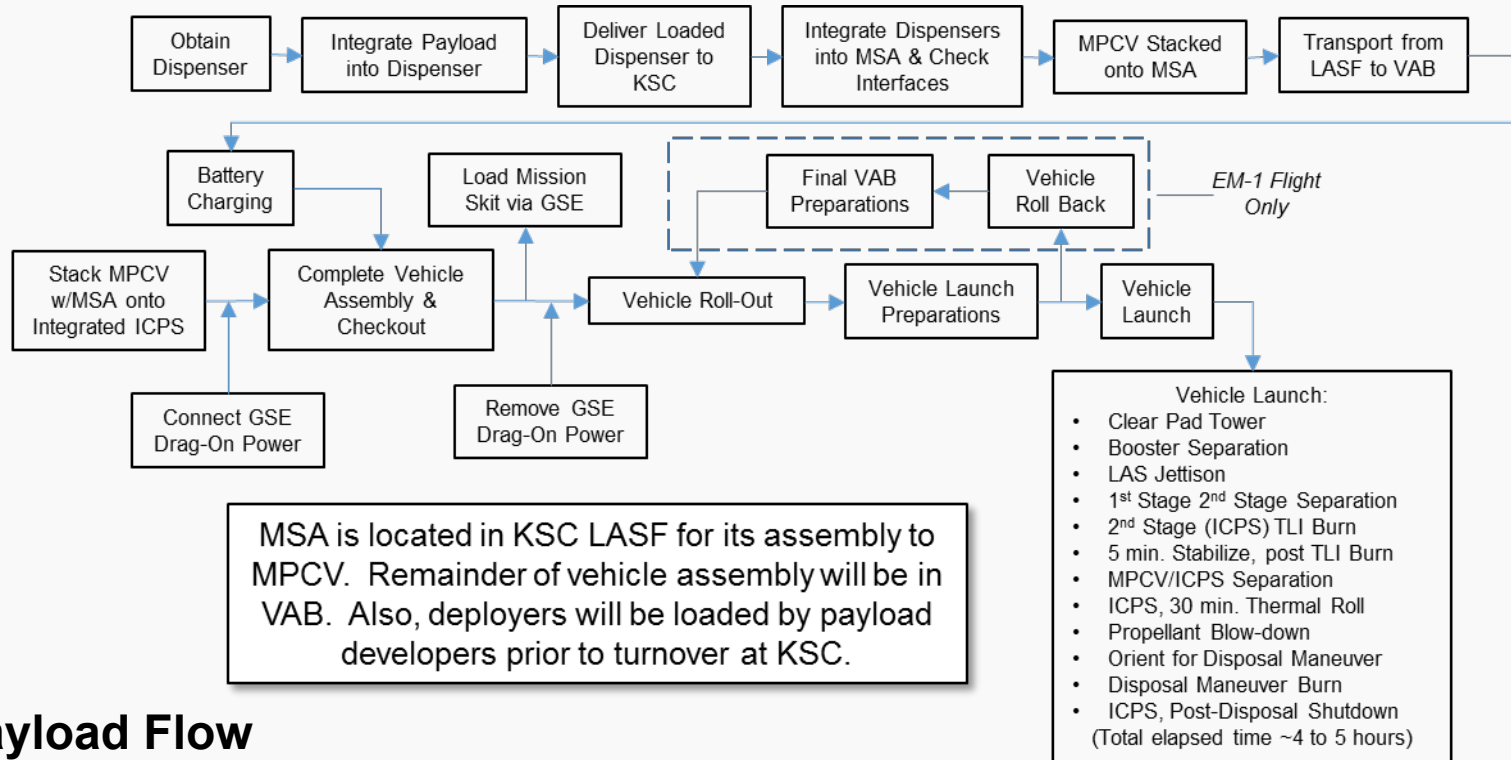 Obtain
Dispenser
Integrate Payload
into Dispenser
Deliver Loaded
Dispenser to
KSC
Integrate Dispensers
into MSA & Check
Interfaces
MPCV Stacked
onto MSA
Transport from
LASF to VAB
Battery
Charging
Load Mission
Skit via GSE
Final VAB
Preparations
Vehicle
Roll Back
EM-1 Flight
Only
Stack MPCV
w/MSA onto
Integrated ICPS
Complete Vehicle
Assembly &
Checkout
Vehicle Roll-Out
Vehicle Launch
Preparations
Vehicle
Launch
Connect GSE
Drag-On Power
Remove GSE
Drag-On Power
Vehicle Launch:
• Clear Pad Tower
• Booster Separation
• LAS Jettison
• 1st Stage 2nd Stage Separation
• 2nd Stage (ICPS) TLI Burn
• 5 min. Stabilize, post TLI Burn
• MPCV/ICPS Separation
• ICPS, 30 min. Thermal Roll
• Propellant Blow-down
• Orient for Disposal Maneuver
• Disposal Maneuver Burn
• ICPS, Post-Disposal Shutdown
(Total elapsed time ~4 to 5 hours)
MSA is located in KSC LASF for its assembly to
MPCV. Remainder of vehicle assembly will be in
VAB. Also, deployers will be loaded by payload
developers prior to turnover at KSC.
ayload Flow